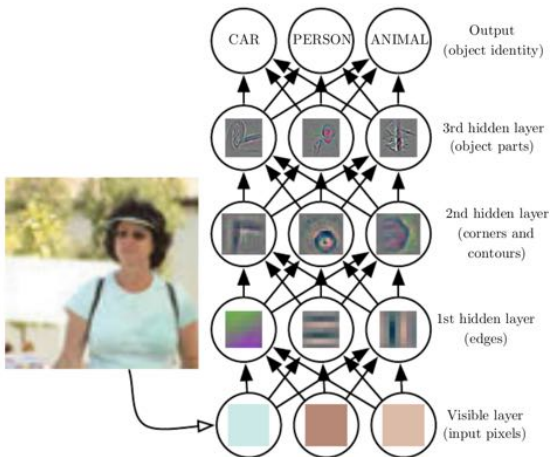 CAR PERSON ANIMAL
Output
(object identity)
3rd hidden layer
(object parts)
2nd hidden layer
(corners and
contours)
1st hidden layer
(edges)
Visible layer
(input pixels)